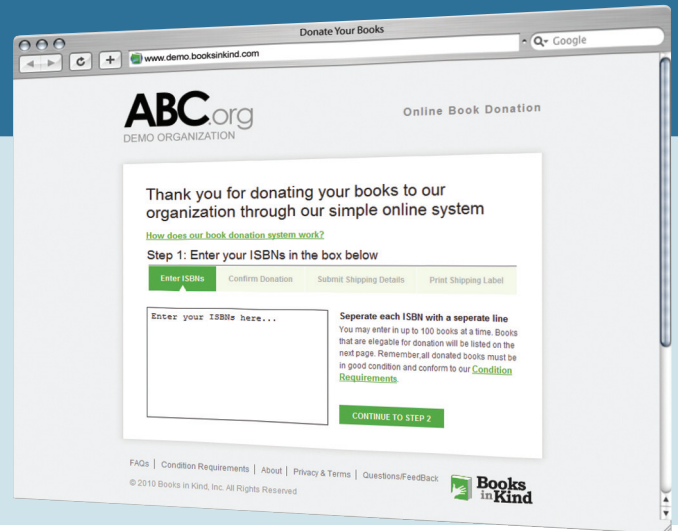 Donate Your Books
www.demo.booksinkind.com
Google
ABC.org
DEMO ORGANIZATION
Online Book Donation
Thank you for donating your books to our
organization through our simple online system
How does our book donation system work?
Step 1: Enter your ISBNs in the box below
Enter ISBNs
Confirm Donation
Submit Shipping Details
Print Shipping Label
Enter your ISBNs here...
Seperate each ISBN with a seperate line
You may enter in up to 100 books at a time. Books
that are elegable for donation will be listed on the
next page. Remember,all donated books must be
in good condition and conform to our Condition
Requirements.
CONTINUE TO STEP 2
FAQs | Condition Requirements | About | Privacy & Terms | Questions/FeedBack
© 2010 Books in Kind, Inc. All Rights Reserved
Books
in Kind